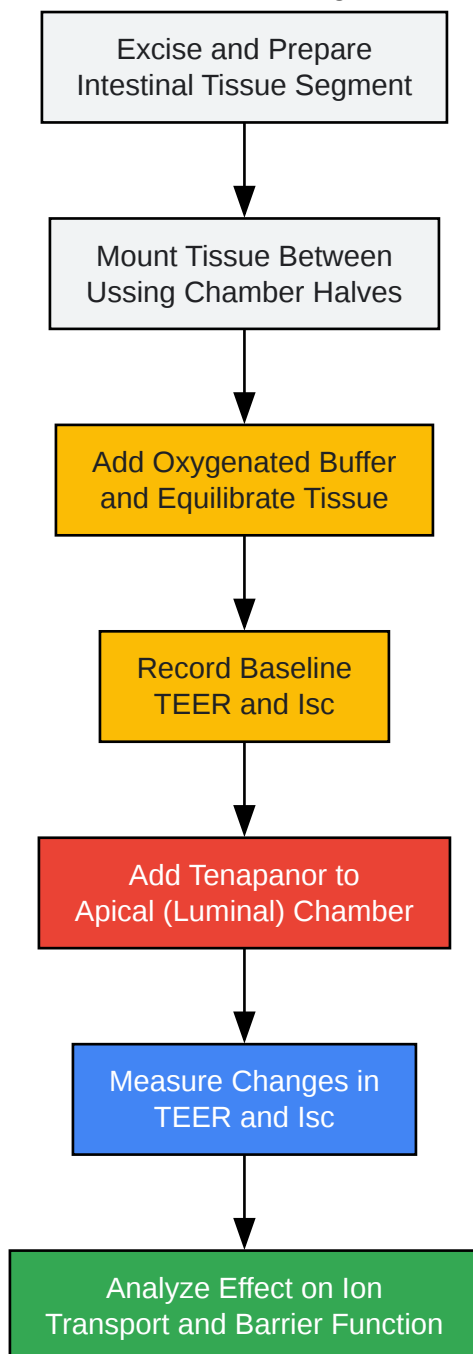 Excise and Prepare
Intestinal Tissue Segment
Mount Tissue Between
Ussing Chamber Halves
Add Oxygenated Buffer
and Equilibrate Tissue
Record Baseline
TEER and Isc
Add Tenapanor to
Apical (Luminal) Chamber
Measure Changes in
TEER and Isc
Analyze Effect on Ion
Transport and Barrier Function